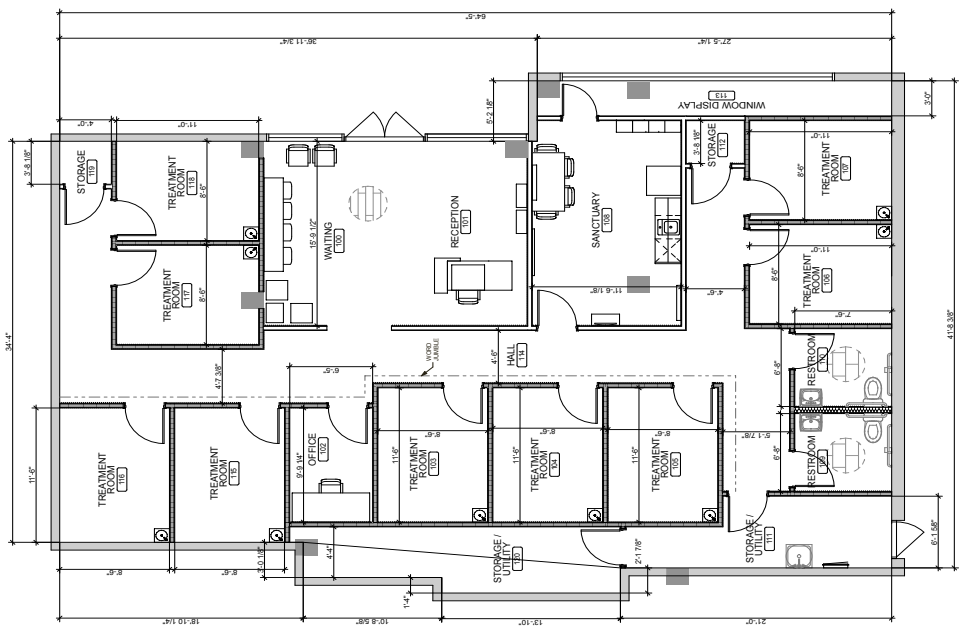 64'-5"
36'-11 3/4"
27'-5 1/4"
4'-0"
11'-0"
5'-2 1/8"
3'-0"
WINDOW DISPLAY
113
3'-8 1/8"
STORAGE
119
TREATMENT
ROOM
118
8'-6"
15'-9 1/2"
WAITING
100
RECEPTION
101
SANCTUARY
108
3'-8 1/8"
STORAGE
112
11'-0"
8'-6"
TREATMENT
ROOM
107
TREATMENT
ROOM
117
8'-6"
11'-6 1/8"
4'-6"
11'-0"
8'-6"
TREATMENT
ROOM
106
7'-6"
34'-4"
41'-8 3/8"
4'-7 3/8"
6'-5"
WORD
JUMBLE
4'-6"
HALL
114
6'-8"
RESTROOM
110
11'-6"
TREATMENT
ROOM
116
TREATMENT
ROOM
115
9'-9 1/4"
OFFICE
102
8'-6"
11'-6"
TREATMENT
ROOM
103
8'-6"
11'-6"
TREATMENT
ROOM
104
8'-6"
11'-6"
TREATMENT
ROOM
105
5'-1 7/8"
6'-8"
RESTROOM
109
8'-6"
8'-6"
3'-0 1/8"
4'-4"
1'-4"
STORAGE /
UTILITY
120
2'-1 7/8"
STORAGE /
UTILITY
111
6'-1 5/8"
18'-10 1/4"
10'-8 5/8"
13'-10"
21'-0"